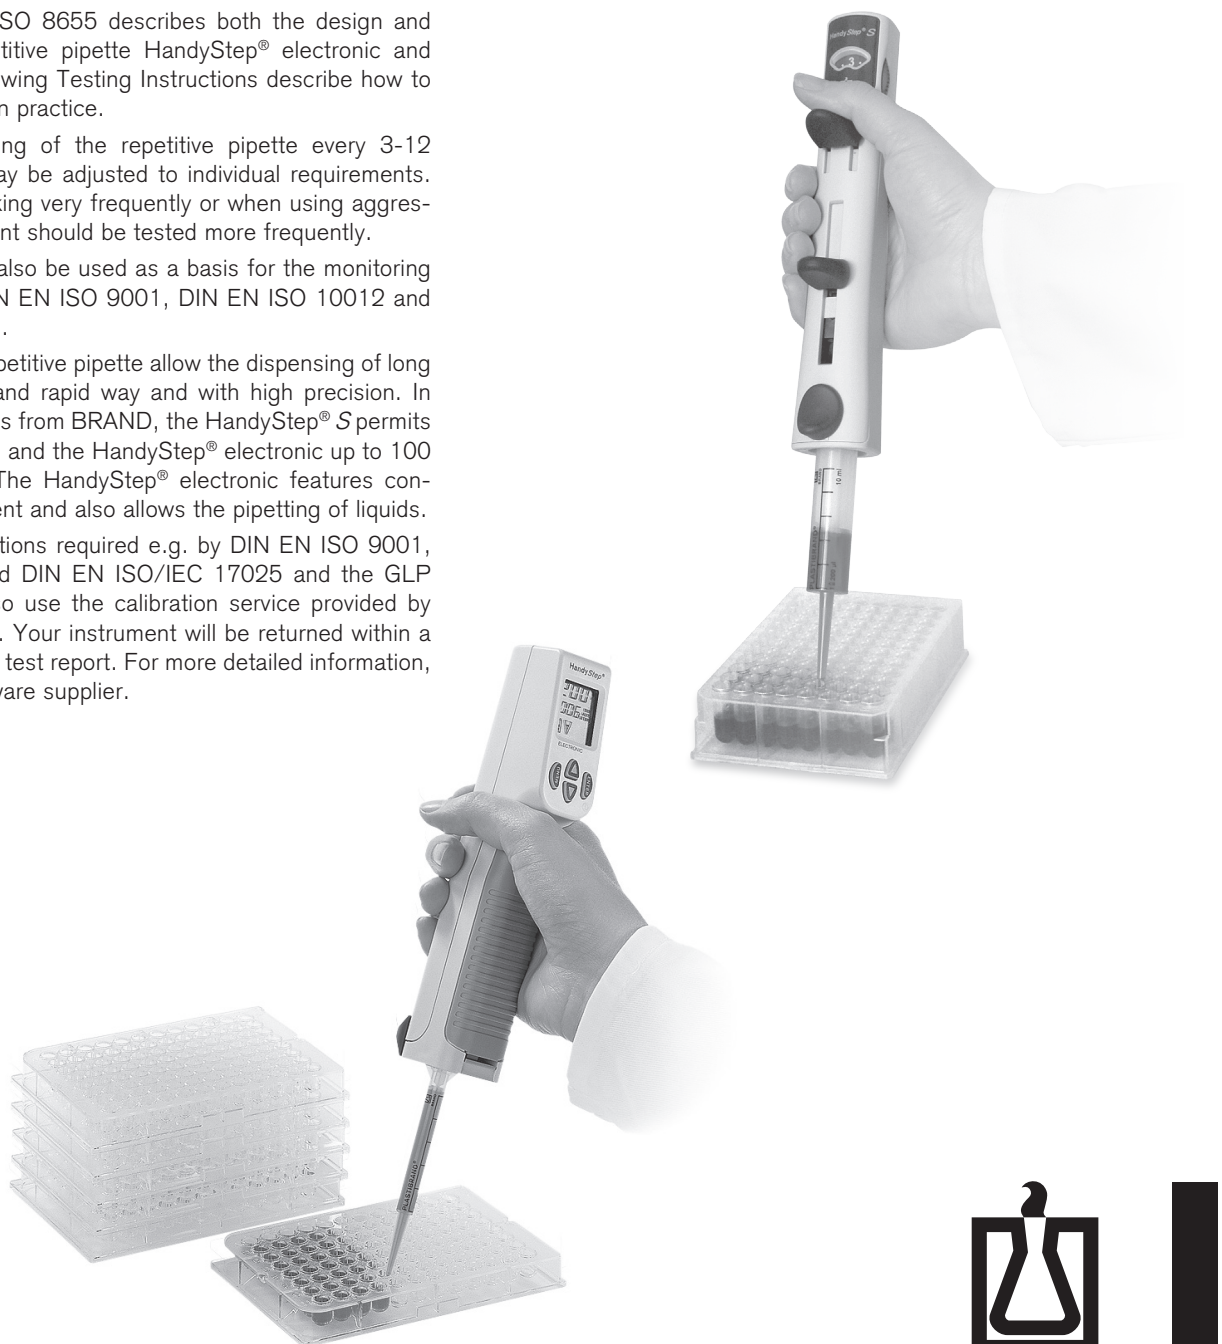 SO 8655 describes both the design and
titive pipette HandyStep® electronic and
wing Testing Instructions describe how to
n practice.
ng of the repetitive pipette every 3-12
ay be adjusted to individual requirements.
king very frequently or when using aggres-
nt should be tested more frequently.
also be used as a basis for the monitoring
N EN ISO 9001, DIN EN ISO 10012 and
.
petitive pipette allow the dispensing of long
and rapid way and with high precision. In
s from BRAND, the HandyStep® S permits
and the HandyStep® electronic up to 100
The HandyStep® electronic features con-
ent and also allows the pipetting of liquids.
tions required e.g. by DIN EN ISO 9001,
d DIN EN ISO/IEC 17025 and the GLP
so use the calibration service provided by
. Your instrument will be returned within a
test report. For more detailed information,
ware supplier.
HandyStep® S
3
10 ml
PLASTIBRAND®
HandyStep®
ELECTRONIC
PLASTIBRAND®